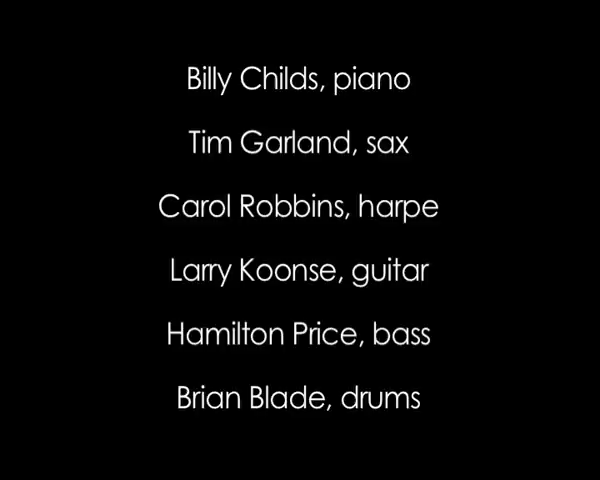 Billy Childs, piano
Tim Garland, sax
Carol Robbins, harpe
Larry Koonse, guitar
Hamilton Price, bass
Brian Blade, drums